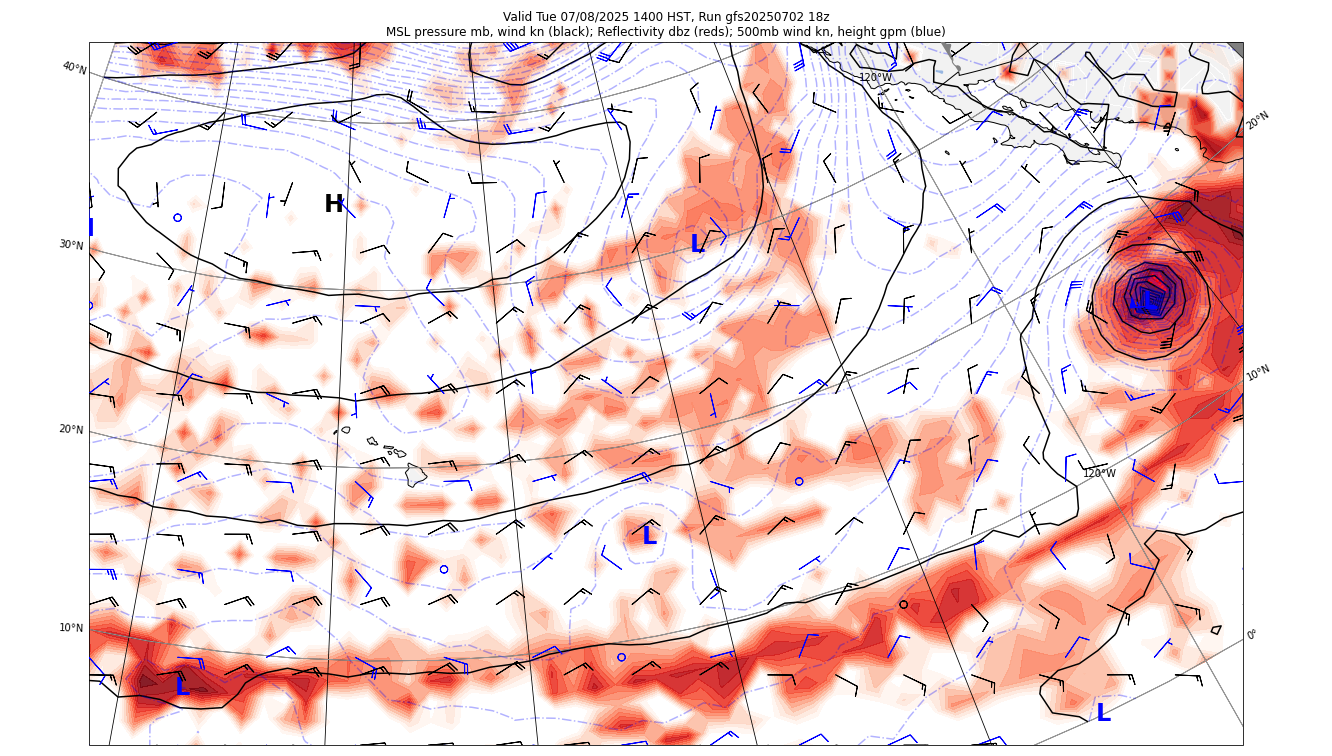 Valid Tue 07/08/2025 1400 HST, Run gfs20250702 18z
MSL pressure mb, wind kn (black); Reflectivity dbz (reds); 500mb wind kn, height gpm (blue)
40°N
120°W
20°N
H
30°N
L
10°N
20°N
120°W
L
10°N
0°
L
L